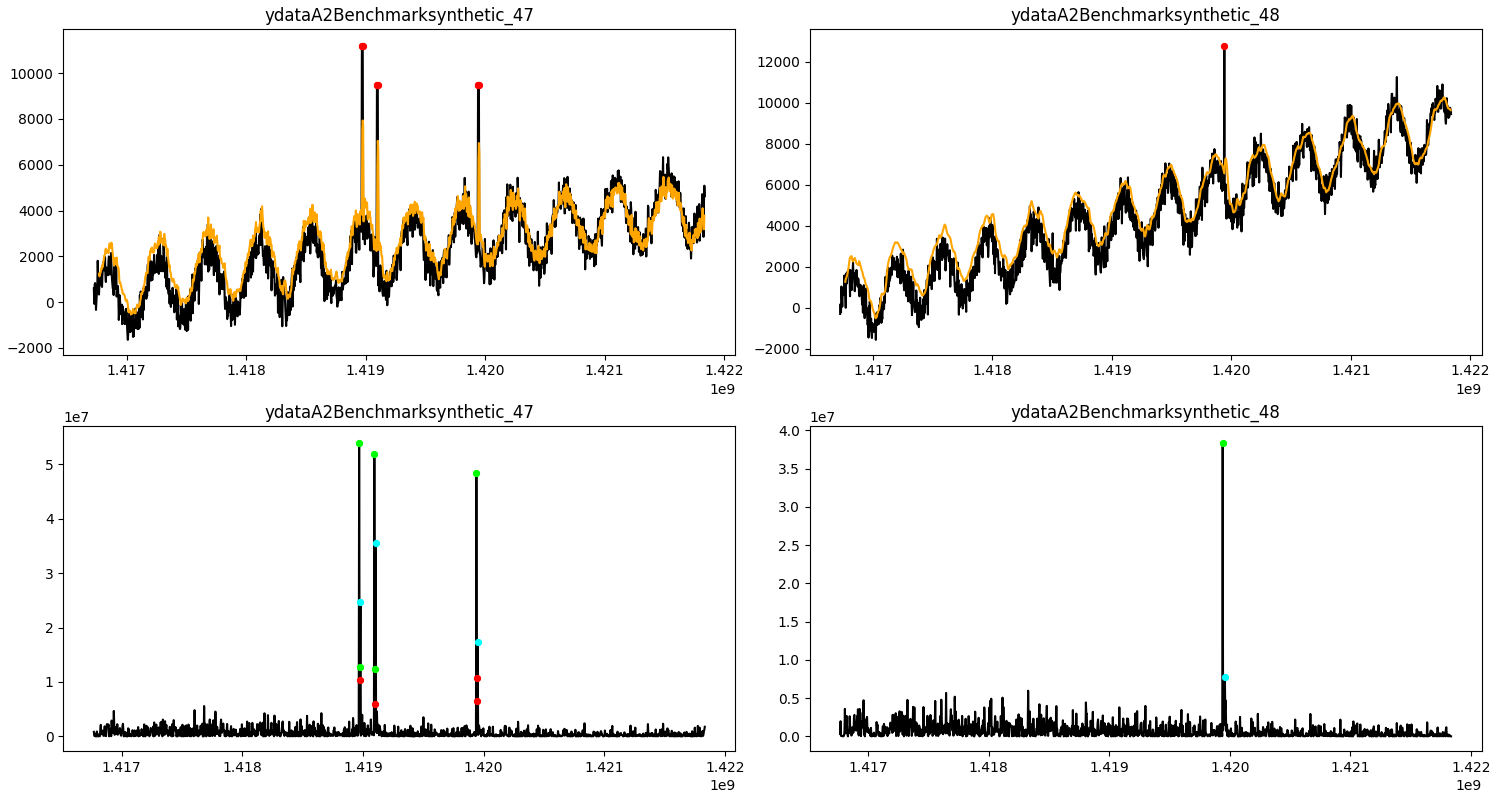 ydataA2Benchmarksynthetic_47
10000
8000
6000
4000
2000
0
−2000
1.417 1.418 1.419 1.420 1.421 1.422
1e9
ydataA2Benchmarksynthetic_48
12000
10000
8000
6000
4000
2000
0
−2000
1.417 1.418 1.419 1.420 1.421 1.422
1e9
ydataA2Benchmarksynthetic_47
1e7
5
4
3
2
1
0
1.417 1.418 1.419 1.420 1.421 1.422
1e9
ydataA2Benchmarksynthetic_48
1e7
4.0
3.5
3.0
2.5
2.0
1.5
1.0
0.5
0.0
1.417 1.418 1.419 1.420 1.421 1.422
1e9